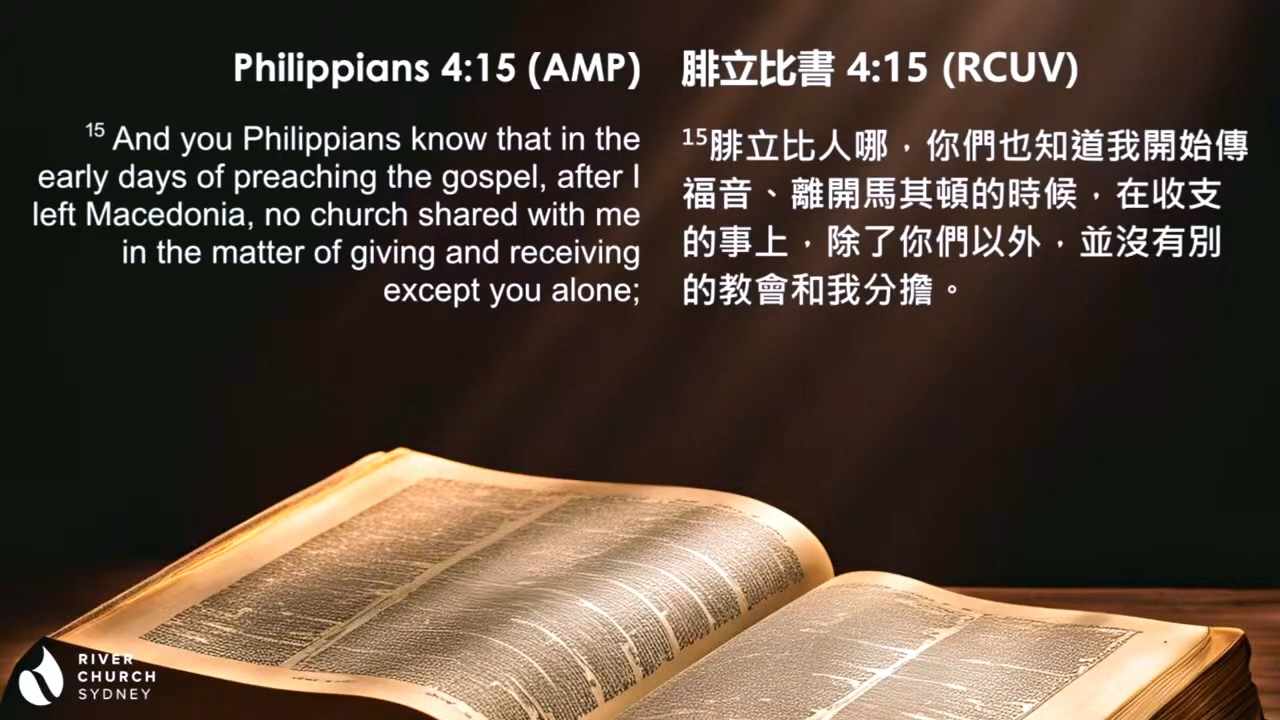 Philippians 4:15 (AMP)
15 And you Philippians know that in the
early days of preaching the gospel, after I
left Macedonia, no church shared with me
in the matter of giving and receiving
except you alone;
腓立比書 4:15 (RCUV)
15腓立比人哪，你們也知道我開始傳
福音、離開馬其頓的時候，在收支
的事上，除了你們以外，並沒有別
的教會和我分擔。
RIVER
CHURCH
SYDNEY